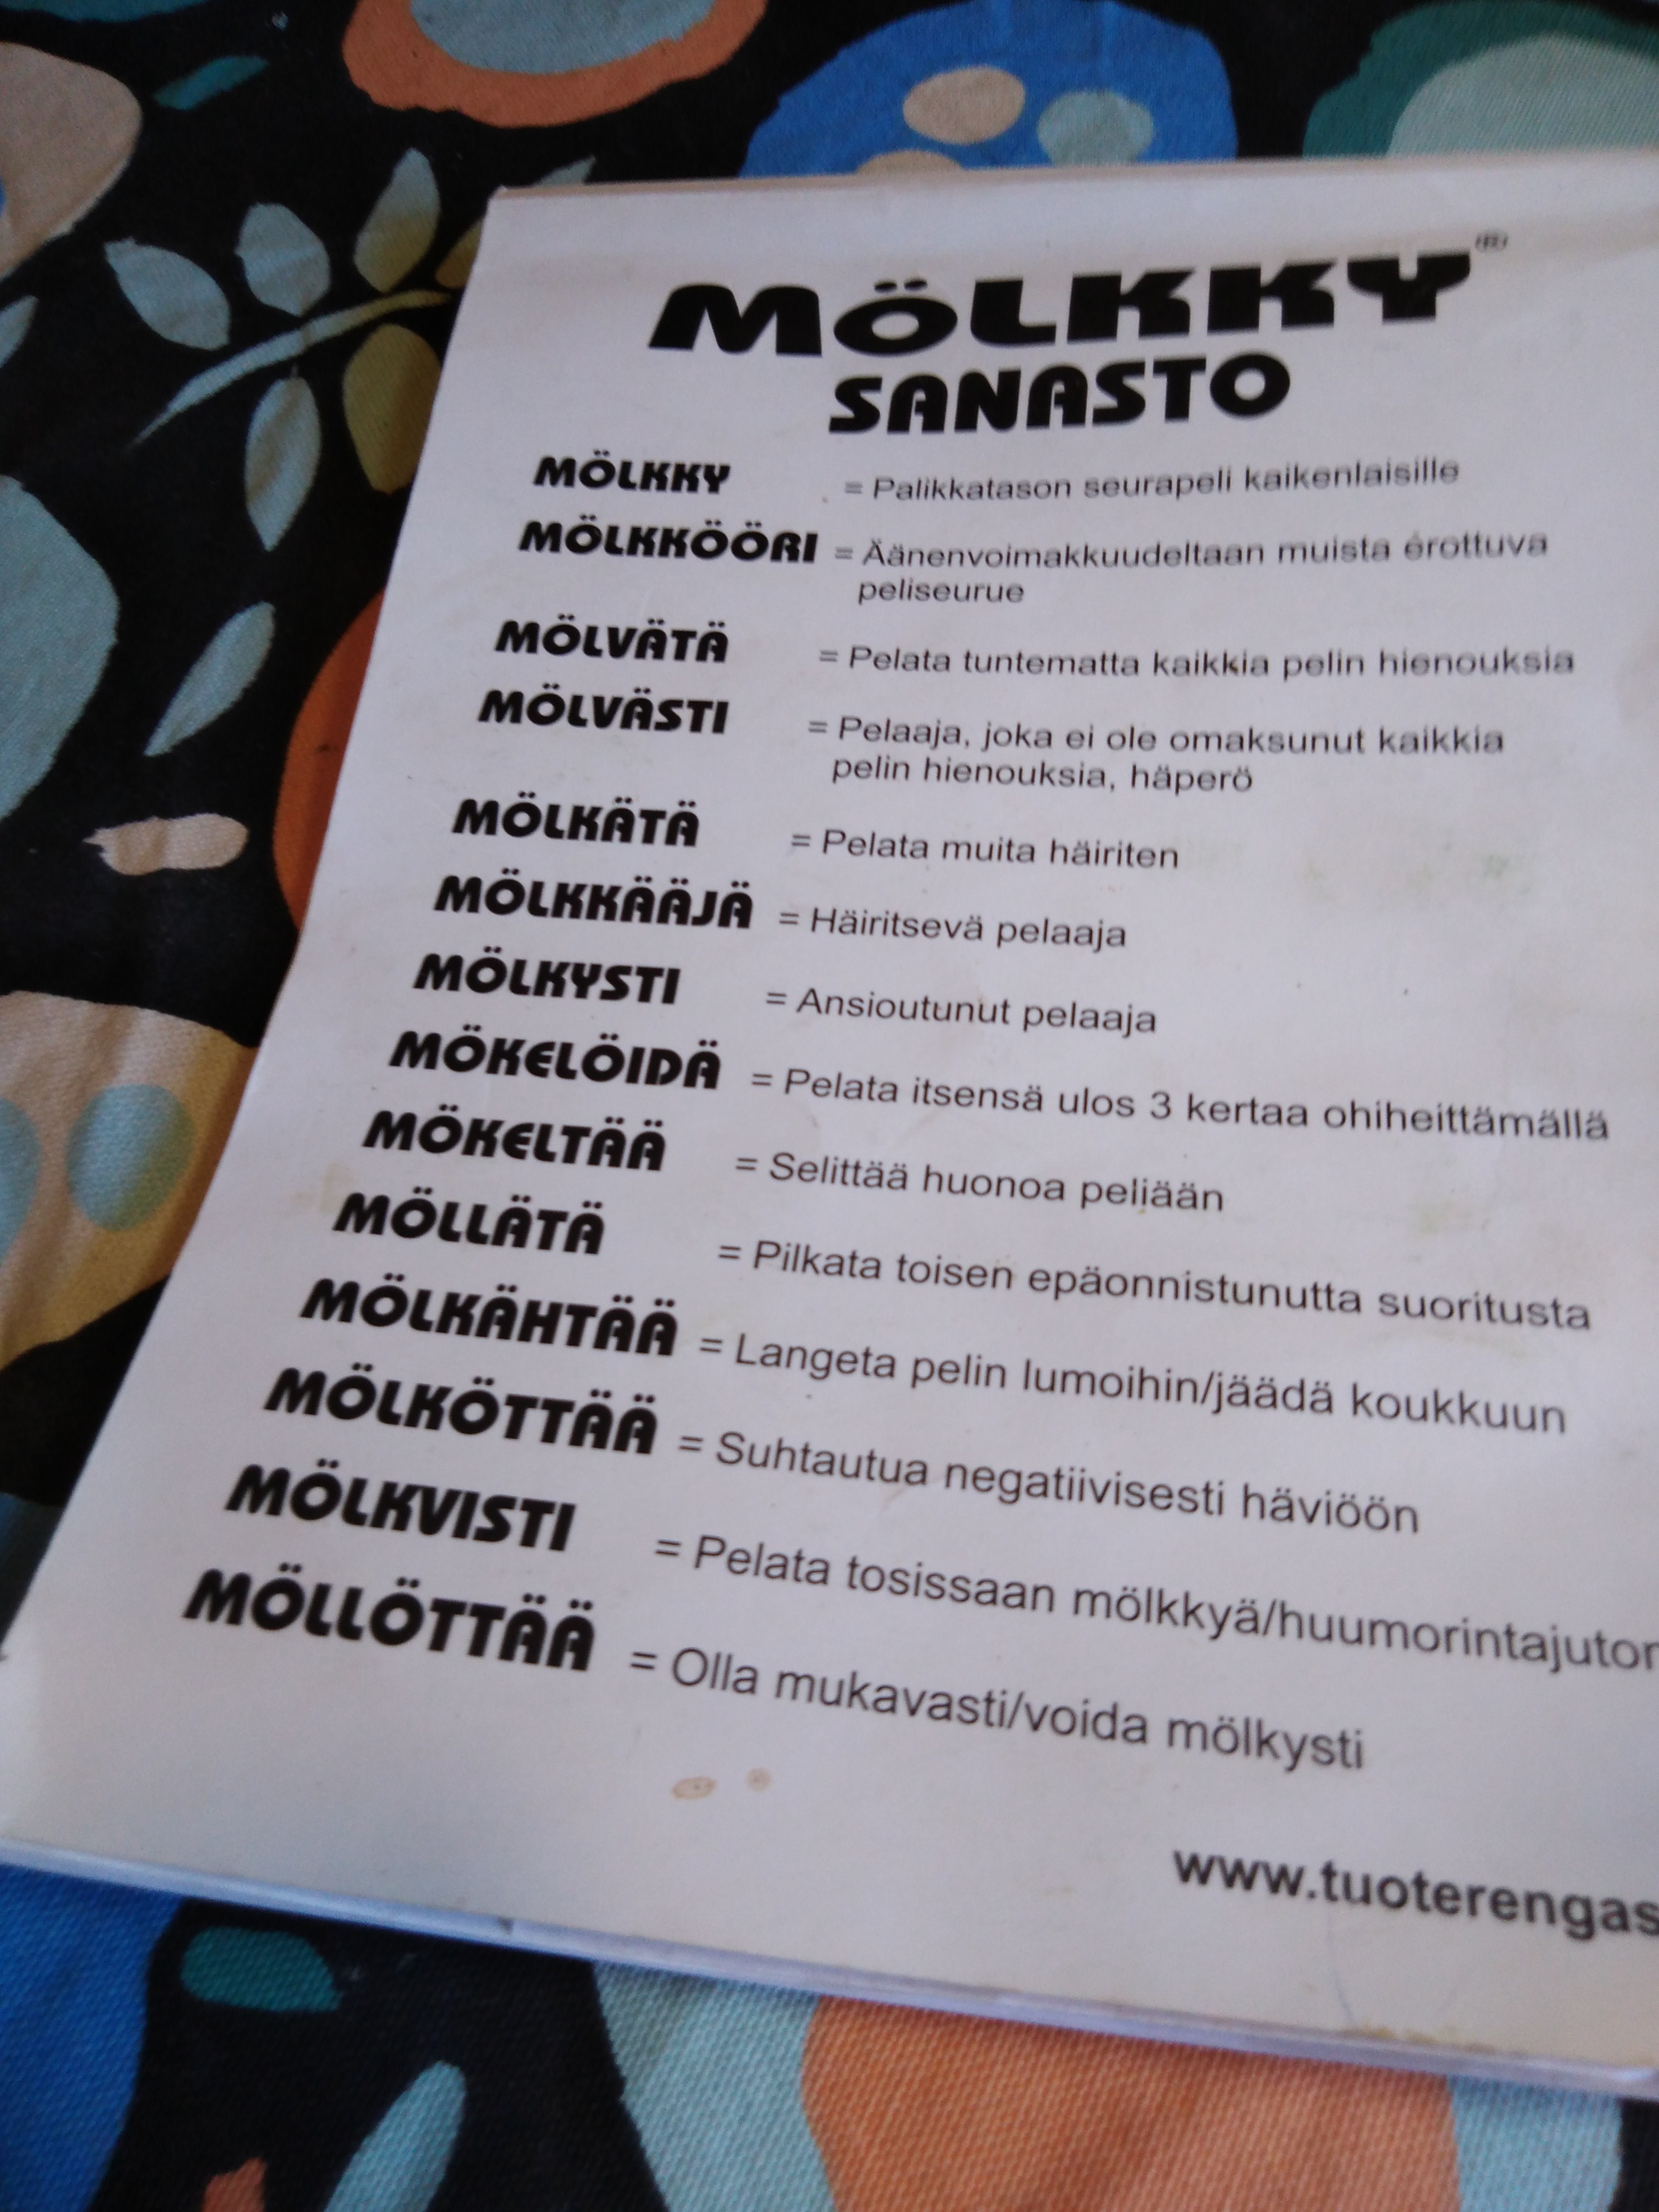 MÖLKKY®
SANASTO
MÖLKKY = Palikkatason seurapeli kaikenlaisille
MÖLKKÖÖRI = Äänenvoimakkuudeltaan muista erottuva
peliseurue
MÖLVÄTÄ = Pelata tuntematta kaikkia pelin hienouksia
MÖLVÄSTI = Pelaaja, joka ei ole omaksunut kaikkia
pelin hienouksia, häperö
MÖLKÄTÄ = Pelata muita häiriten
MÖLKKÄÄJÄ = Häiritsevä pelaaja
MÖLKYSTI = Ansioutunut pelaaja
MÖKELÖIDÄ = Pelata itsensä ulos 3 kertaa ohiheittämällä
MÖKELTÄÄ = Selittää huonoa peliään
MÖLLÄTÄ = Pilkata toisen epäonnistunutta suoritusta
MÖLKÄHTÄÄ = Langeta pelin lumoihin/jäädä koukkuun
MÖLKÖTTÄÄ = Suhtautua negatiivisesti häviöön
MÖLKVISTI = Pelata tosissaan mölkkyä/huumorintajuton
MÖLLÖTTÄÄ = Olla mukavasti/voida mölkysti
www.tuoterengas